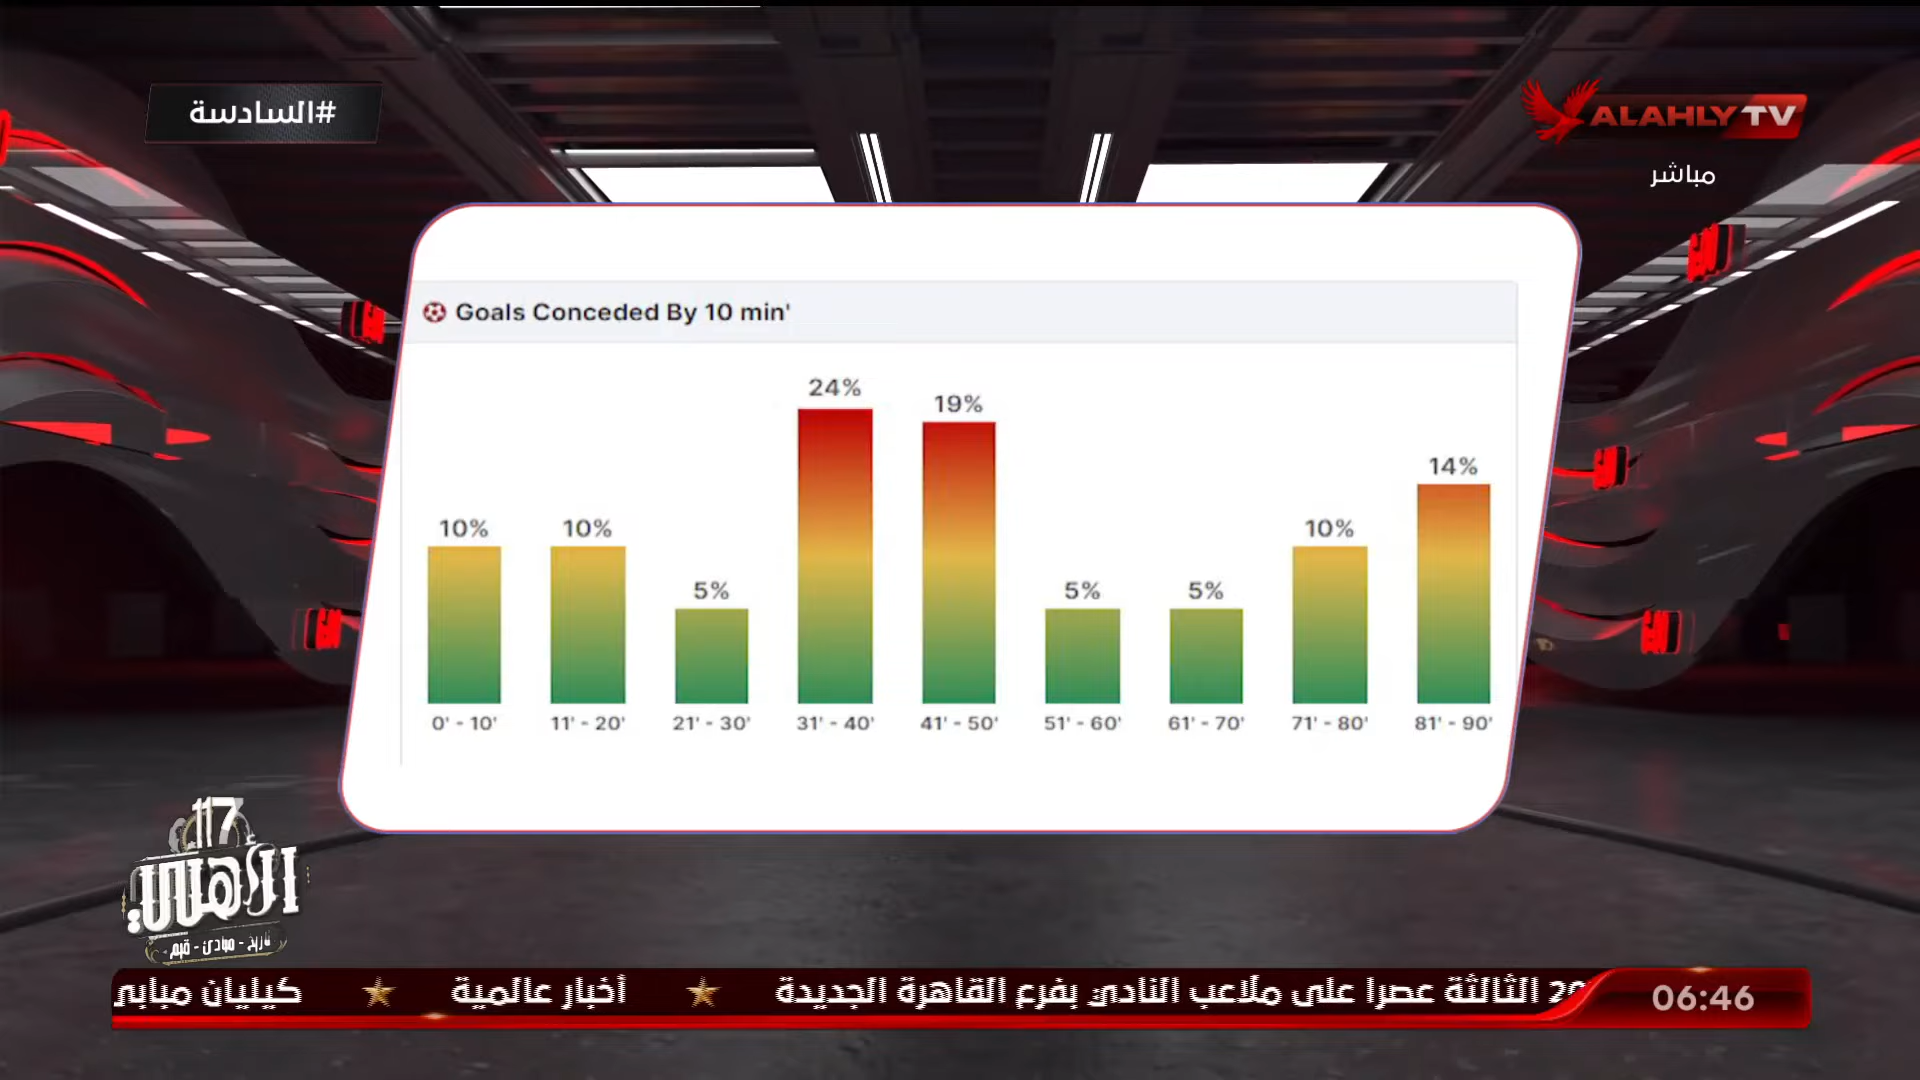 #السادسة
ALAHLY TV
مباشر
Goals Conceded By 10 min'
24%
19%
14%
10%
10%
10%
5%
5%
5%
0' - 10'
11' - 20'
21' - 30'
31' - 40'
41' - 50'
51' - 60'
61' - 70'
71' - 80'
81' - 90'
117
الأهلي
تاريخ - مبادئ - قيم
20 الثالثة عصرا على ملاعب النادي بفرع القاهرة الجديدة ★ أخبار عالمية ★ كيليان مبابي
06:46